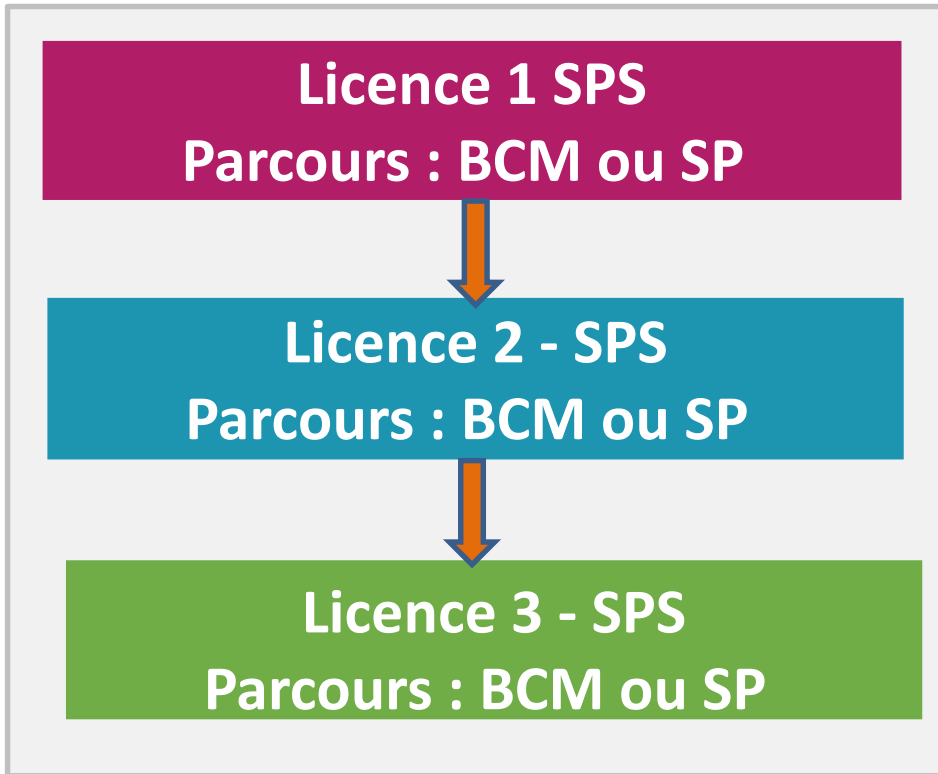 Licence 1 SPS
Parcours : BCM ou SP
Licence 2 - SPS
Parcours : BCM ou SP
Licence 3 - SPS
Parcours : BCM ou SP